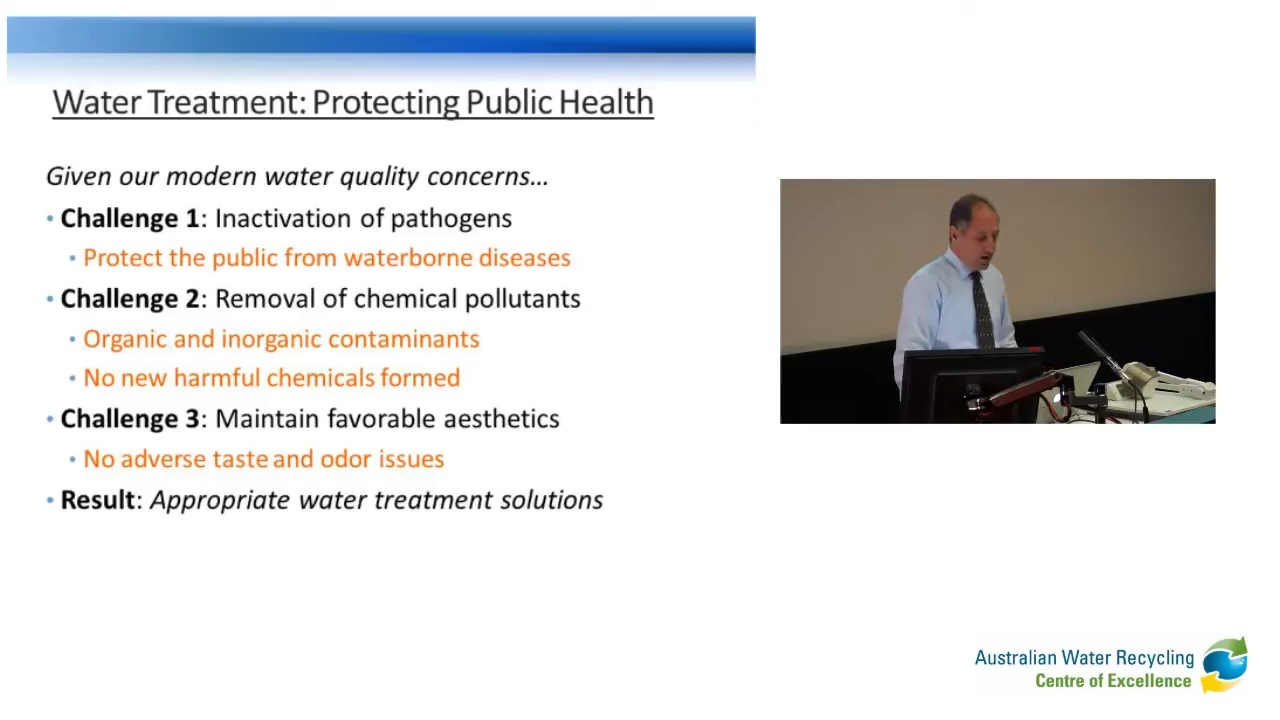 Water Treatment: Protecting Public Health
Given our modern water quality concerns...
• Challenge 1: Inactivation of pathogens
• Protect the public from waterborne diseases
• Challenge 2: Removal of chemical pollutants
• Organic and inorganic contaminants
• No new harmful chemicals formed
• Challenge 3: Maintain favorable aesthetics
• No adverse taste and odor issues
• Result: Appropriate water treatment solutions
Australian Water Recycling
Centre of Excellence